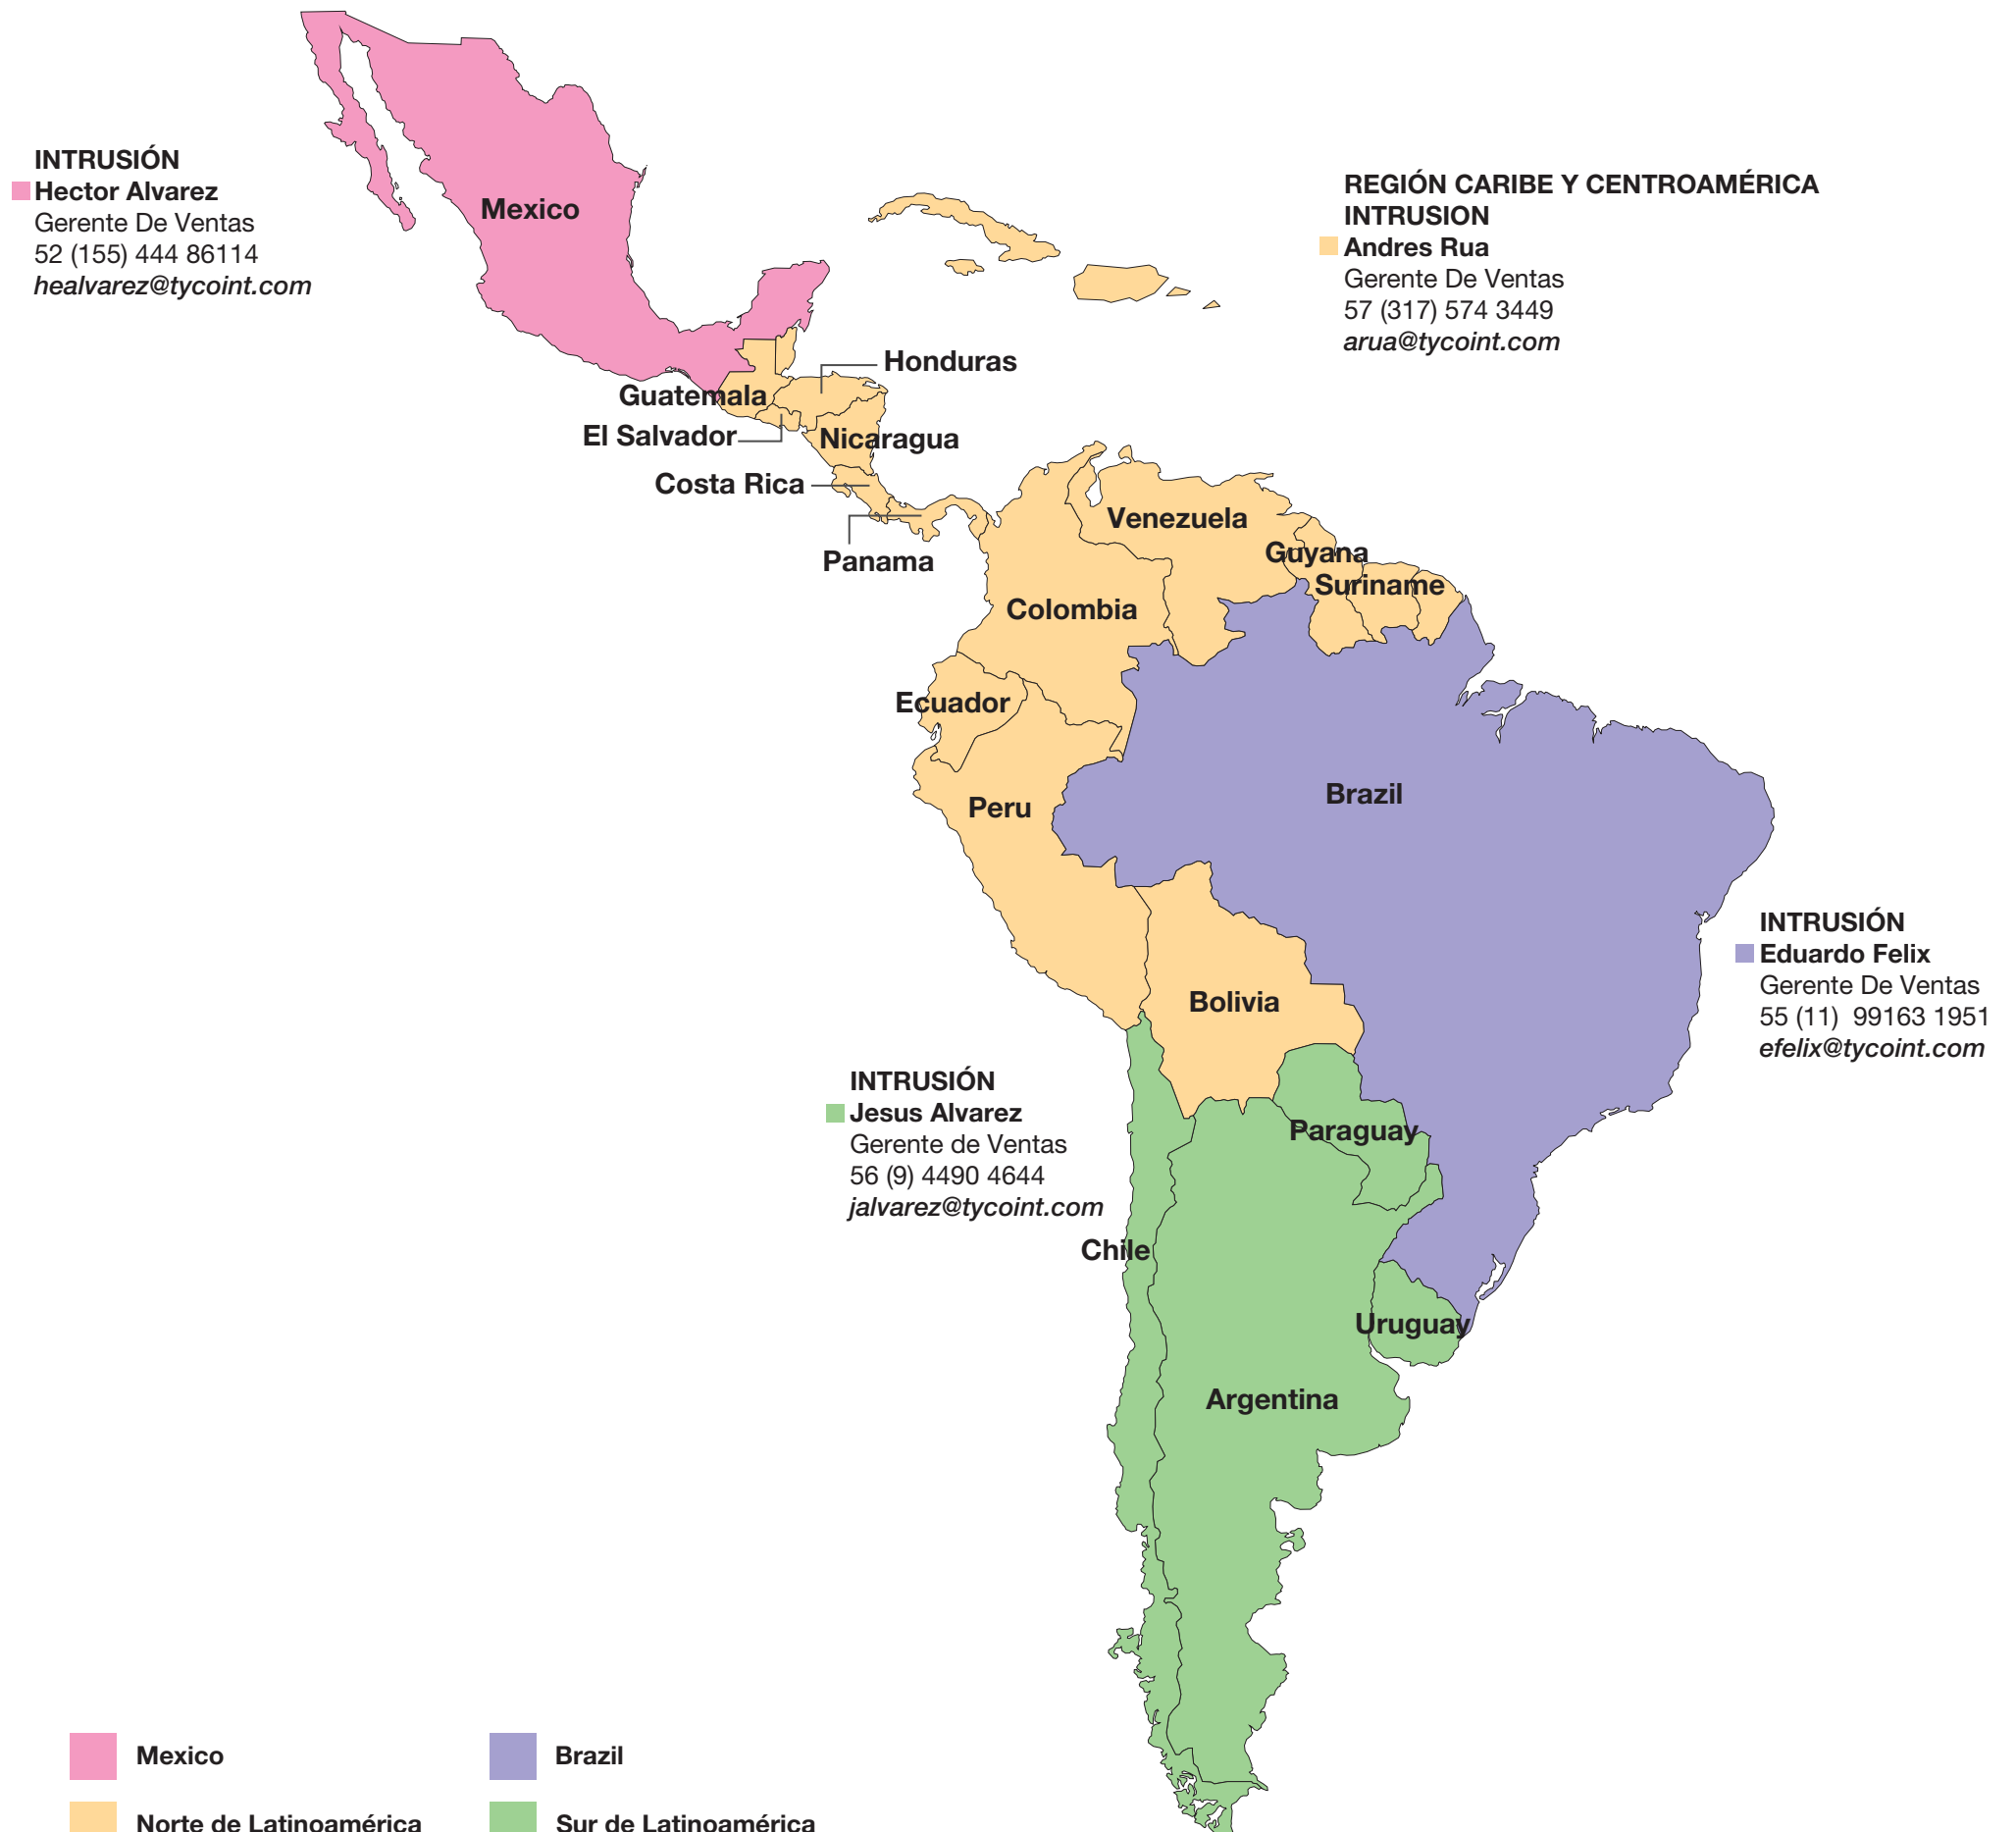 INTRUSIÓN
Hector Alvarez
Gerente De Ventas
52 (155) 444 86114
healvarez@tycoint.com
Mexico
REGIÓN CARIBE Y CENTROAMÉRICA
INTRUSION
Andres Rua
Gerente De Ventas
57 (317) 574 3449
arua@tycoint.com
Honduras
Guatemala
El Salvador
Nicaragua
Costa Rica
Panama
Venezuela
Guyana
Suriname
Colombia
Ecuador
Peru
Brazil
INTRUSIÓN
Eduardo Felix
Gerente De Ventas
55 (11)  99163 1951
efelix@tycoint.com
Bolivia
INTRUSIÓN
Jesus Alvarez
Gerente de Ventas
56 (9) 4490 4644
jalvarez@tycoint.com
Paraguay
Chile
Uruguay
Argentina
Mexico
Brazil
Norte de Latinoamérica
Sur de Latinoamérica